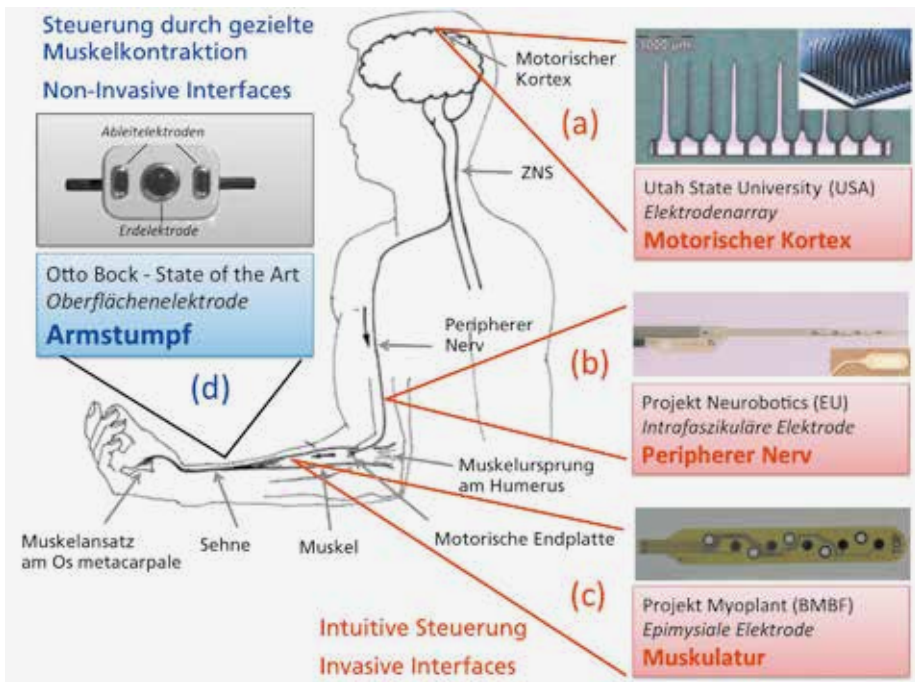 Steuerung durch gezielte
Muskelkontraktion
Non-Invasive Interfaces
Ableitelektroden
Erdelektrode
Otto Bock - State of the Art
Oberflächenelektrode
Armstumpf
(d)
Motorischer
Kortex
(a)
ZNS
Peripherer
Nerv
(b)
Muskelursprung
am Humerus
Motorische Endplatte
Muskel
Sehne
Muskelansatz
am Os metacarpale
(c)
Intuitive Steuerung
Invasive Interfaces
1000 µm
Utah State University (USA)
Elektrodenarray
Motorischer Kortex
Projekt Neurobotics (EU)
Intrafaszikuläre Elektrode
Peripherer Nerv
Projekt Myoplant (BMBF)
Epimysiale Elektrode
Muskulatur